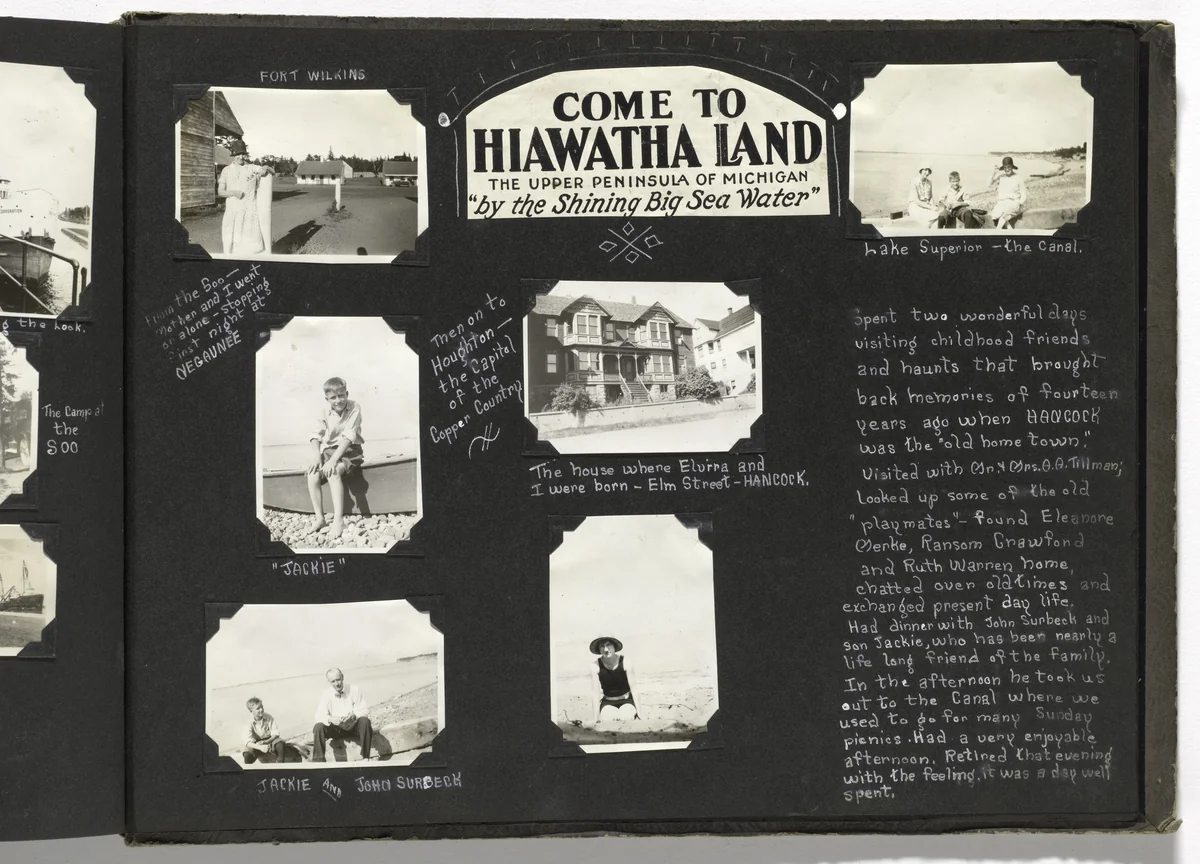 CORPORATION
g the Lock.
The Camp at
the
SOO
FORT WILKINS
COME TO
HIAWATHA LAND
THE UPPER PENINSULA OF MICHIGAN
"by the Shining Big Sea Water"
Lake Superior - the Canal.
From the Soo -
Mother and I went
on alone - stopping
first night at
NEGAUNEE
Then on to
Houghton -
the Capitol
of the
Copper Country
"JACKIE"
The house where Elvira and
I were born - Elm Street - HANCOCK.
JACKIE AND JOHN SURBECK
Spent two wonderful days
visiting childhood friends
and haunts that brought
back memories of fourteen
years ago when HANCOCK
was the "old home town."
Visited with Mr. & Mrs. O.A. Tillman;
Looked up some of the old
"playmates" - found Eleanore
Merke, Ransom Crawford
and Ruth Warren home,
chatted over old times and
exchanged present day life.
Had dinner with John Surbeck and
son Jackie, who has been nearly a
life long friend of the family.
In the afternoon he took us
out to the Canal where we
used to go for many Sunday
picnics. Had a very enjoyable
afternoon. Retired that evening
with the feeling, it was a day well
spent.